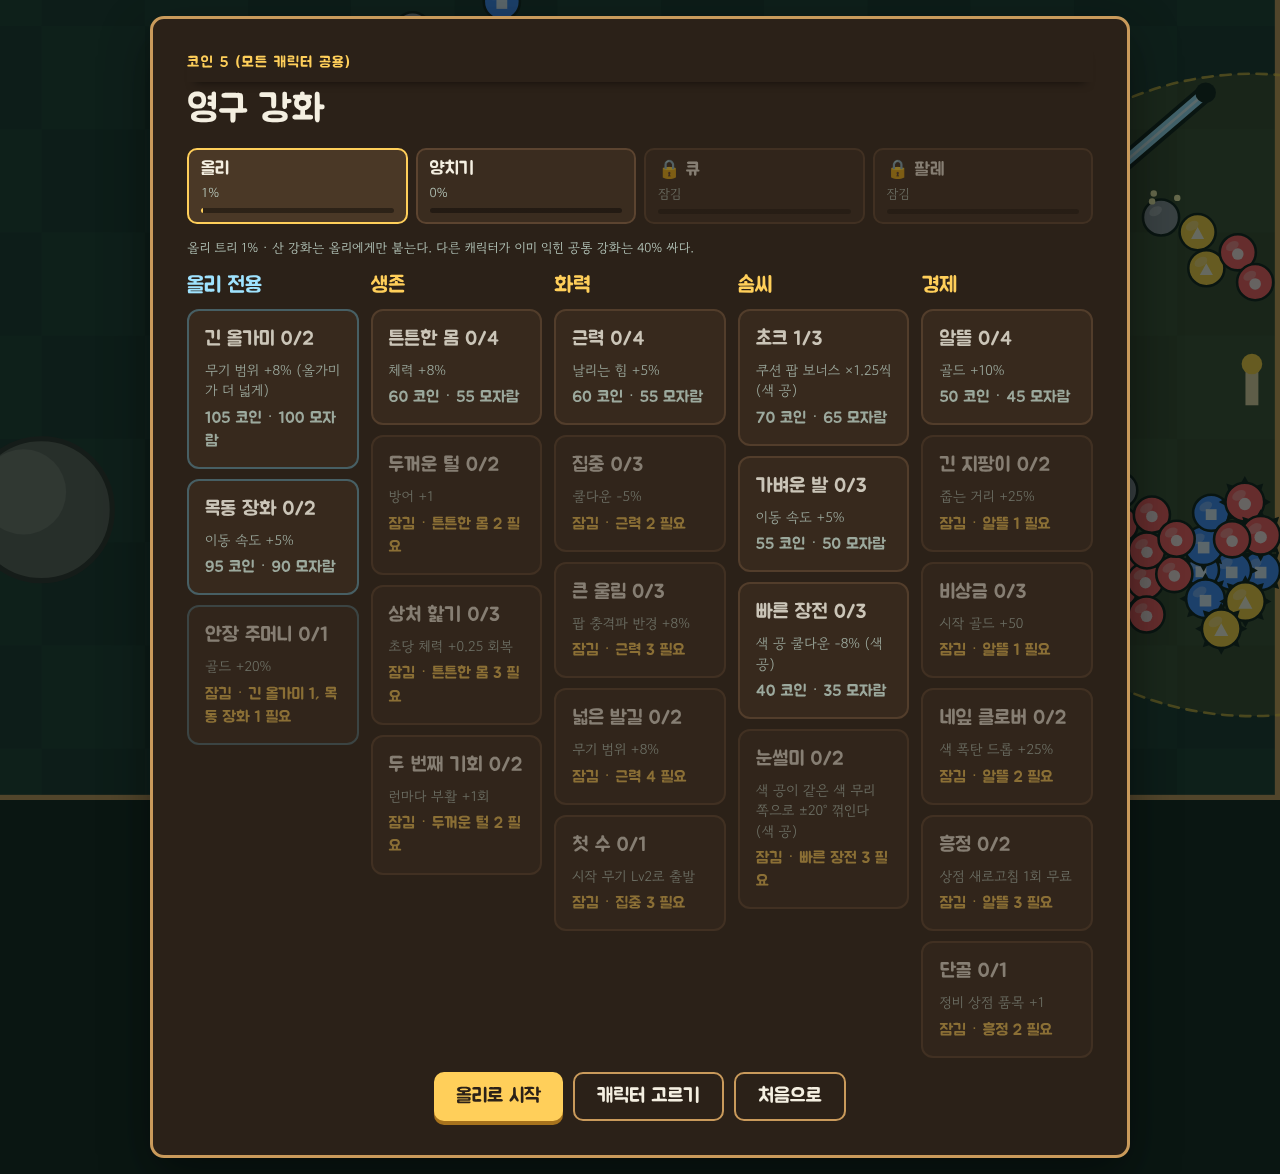 코인 5 (모든 캐릭터 공용)
영구 강화
올리
1%
양치기
0%
🔒 큐
잠김
🔒 팔레
잠김
올리 트리 1% · 산 강화는 올리에게만 붙는다. 다른 캐릭터가 이미 익힌 공통 강화는 40% 싸다.
올리 전용
긴 올가미 0/2
무기 범위 +8% (올가미
가 더 넓게)
105 코인 · 100 모자
람
목동 장화 0/2
이동 속도 +5%
95 코인 · 90 모자람
안장 주머니 0/1
골드 +20%
잠김 · 긴 올가미 1, 목
동 장화 1 필요
생존
튼튼한 몸 0/4
체력 +8%
60 코인 · 55 모자람
두꺼운 털 0/2
방어 +1
잠김 · 튼튼한 몸 2 필
요
상처 핥기 0/3
초당 체력 +0.25 회복
잠김 · 튼튼한 몸 3 필
요
두 번째 기회 0/2
런마다 부활 +1회
잠김 · 두꺼운 털 2 필
요
화력
근력 0/4
날리는 힘 +5%
60 코인 · 55 모자람
집중 0/3
쿨다운 -5%
잠김 · 근력 2 필요
큰 울림 0/3
팝 충격파 반경 +8%
잠김 · 근력 3 필요
넓은 발길 0/2
무기 범위 +8%
잠김 · 근력 4 필요
첫 수 0/1
시작 무기 Lv2로 출발
잠김 · 집중 3 필요
솜씨
초크 1/3
쿠션 팝 보너스 ×1.25씩
(색 공)
70 코인 · 65 모자람
가벼운 발 0/3
이동 속도 +5%
55 코인 · 50 모자람
빠른 장전 0/3
색 공 쿨다운 -8% (색
공)
40 코인 · 35 모자람
눈썰미 0/2
색 공이 같은 색 무리
쪽으로 ±20° 꺾인다
(색 공)
잠김 · 빠른 장전 3 필
요
경제
알뜰 0/4
골드 +10%
50 코인 · 45 모자람
긴 지팡이 0/2
줍는 거리 +25%
잠김 · 알뜰 1 필요
비상금 0/3
시작 골드 +50
잠김 · 알뜰 1 필요
네잎 클로버 0/2
색 폭탄 드롭 +25%
잠김 · 알뜰 2 필요
흥정 0/2
상점 새로고침 1회 무료
잠김 · 알뜰 3 필요
단골 0/1
정비 상점 품목 +1
잠김 · 흥정 2 필요
올리로 시작
캐릭터 고르기
처음으로